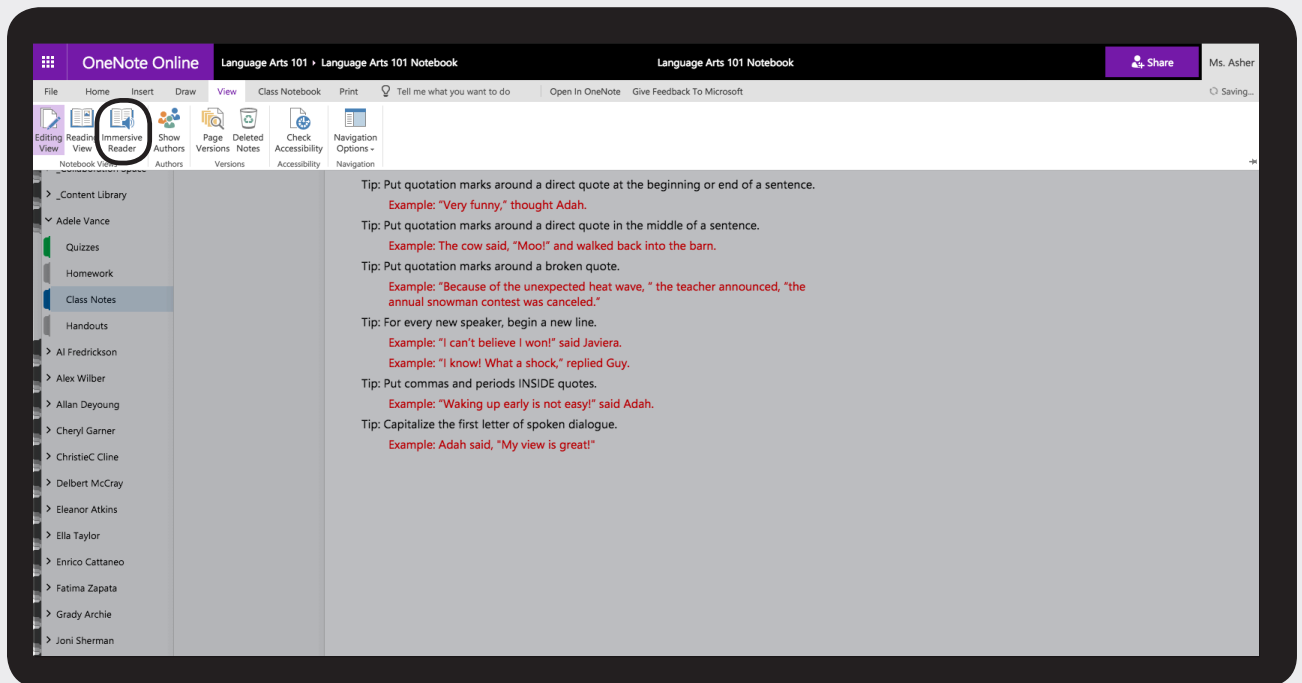 OneNote Online
Language Arts 101 › Language Arts 101 Notebook
Language Arts 101 Notebook
Share
Ms. Asher
File Home Insert Draw View Class Notebook Print Tell me what you want to do Open In OneNote Give Feedback To Microsoft
Saving...
Editing View
Reading View
Immersive Reader
Show Authors
Page Versions
Deleted Notes
Check Accessibility
Navigation Options
Notebook Views
Authors
Versions
Accessibility
Navigation
_Collaboration Space
_Content Library
Adele Vance
Quizzes
Homework
Class Notes
Handouts
Al Fredrickson
Alex Wilber
Allan Deyoung
Cheryl Garner
ChristieC Cline
Delbert McCray
Eleanor Atkins
Ella Taylor
Enrico Cattaneo
Fatima Zapata
Grady Archie
Joni Sherman
Tip: Put quotation marks around a direct quote at the beginning or end of a sentence.
Example: “Very funny,” thought Adah.
Tip: Put quotation marks around a direct quote in the middle of a sentence.
Example: The cow said, “Moo!” and walked back into the barn.
Tip: Put quotation marks around a broken quote.
Example: “Because of the unexpected heat wave, ” the teacher announced, “the
annual snowman contest was canceled.”
Tip: For every new speaker, begin a new line.
Example: “I can’t believe I won!” said Javiera.
Example: “I know! What a shock,” replied Guy.
Tip: Put commas and periods INSIDE quotes.
Example: “Waking up early is not easy!” said Adah.
Tip: Capitalize the first letter of spoken dialogue.
Example: Adah said, "My view is great!"